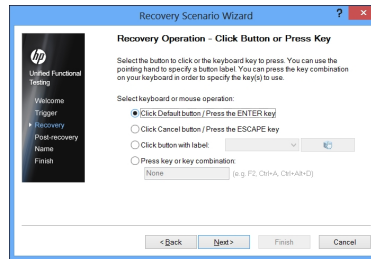 Recovery Scenario Wizard
? ×
hp
Unified Functional
Testing
Welcome
Trigger
Recovery
Post-recovery
Name
Finish
Recovery Operation - Click Button or Press Key
Select the button to click or the keyboard key to press. You can use the
pointing hand to specify a button label. You can press the key combination
on your keyboard in order to specify the key(s) to use.
Select keyboard or mouse operation:
Click Default button / Press the ENTER key
Click Cancel button / Press the ESCAPE key
Click button with label:
Press key or key combination:
None (e.g. F2, Ctrl+A, Ctrl+Alt+D)
< Back Next > Finish Cancel